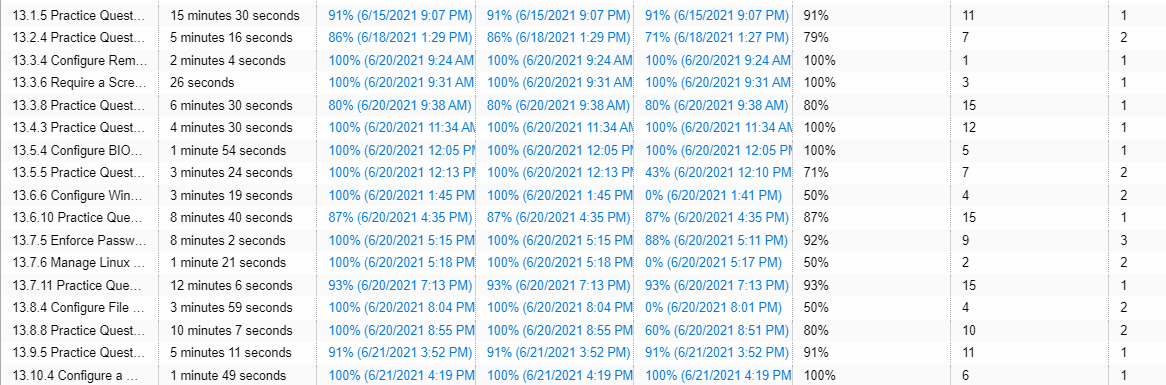 13.1.5 Practice Quest... 15 minutes 30 seconds 91% (6/15/2021 9:07 PM) 91% (6/15/2021 9:07 PM) 91% (6/15/2021 9:07 PM) 91% 11 1
13.2.4 Practice Quest... 5 minutes 16 seconds 86% (6/18/2021 1:29 PM) 86% (6/18/2021 1:29 PM) 71% (6/18/2021 1:27 PM) 79% 7 2
13.3.4 Configure Rem... 2 minutes 4 seconds 100% (6/20/2021 9:24 AM 100% (6/20/2021 9:24 AM 100% (6/20/2021 9:24 AM 100% 1 1
13.3.6 Require a Scre... 26 seconds 100% (6/20/2021 9:31 AM 100% (6/20/2021 9:31 AM 100% (6/20/2021 9:31 AM 100% 3 1
13.3.8 Practice Quest... 6 minutes 30 seconds 80% (6/20/2021 9:38 AM) 80% (6/20/2021 9:38 AM) 80% (6/20/2021 9:38 AM) 80% 15 1
13.4.3 Practice Quest... 4 minutes 30 seconds 100% (6/20/2021 11:34 AM 100% (6/20/2021 11:34 AM 100% (6/20/2021 11:34 AM 100% 12 1
13.5.4 Configure BIO... 1 minute 54 seconds 100% (6/20/2021 12:05 P 100% (6/20/2021 12:05 P 100% (6/20/2021 12:05 P 100% 5 1
13.5.5 Practice Quest... 3 minutes 24 seconds 100% (6/20/2021 12:13 P 100% (6/20/2021 12:13 P 43% (6/20/2021 12:10 PM 71% 7 2
13.6.6 Configure Win... 3 minutes 19 seconds 100% (6/20/2021 1:45 PM 100% (6/20/2021 1:45 PM 0% (6/20/2021 1:41 PM) 50% 4 2
13.6.10 Practice Que... 8 minutes 40 seconds 87% (6/20/2021 4:35 PM) 87% (6/20/2021 4:35 PM) 87% (6/20/2021 4:35 PM) 87% 15 1
13.7.5 Enforce Passw... 8 minutes 2 seconds 100% (6/20/2021 5:15 PM 100% (6/20/2021 5:15 PM 88% (6/20/2021 5:11 PM) 92% 9 3
13.7.6 Manage Linux ... 1 minute 21 seconds 100% (6/20/2021 5:18 PM 100% (6/20/2021 5:18 PM 0% (6/20/2021 5:17 PM) 50% 2 2
13.7.11 Practice Que... 12 minutes 6 seconds 93% (6/20/2021 7:13 PM) 93% (6/20/2021 7:13 PM) 93% (6/20/2021 7:13 PM) 93% 15 1
13.8.4 Configure File ... 3 minutes 59 seconds 100% (6/20/2021 8:04 PM 100% (6/20/2021 8:04 PM 0% (6/20/2021 8:01 PM) 50% 4 2
13.8.8 Practice Quest... 10 minutes 7 seconds 100% (6/20/2021 8:55 PM 100% (6/20/2021 8:55 PM 60% (6/20/2021 8:51 PM) 80% 10 2
13.9.5 Practice Quest... 5 minutes 11 seconds 91% (6/21/2021 3:52 PM) 91% (6/21/2021 3:52 PM) 91% (6/21/2021 3:52 PM) 91% 11 1
13.10.4 Configure a ... 1 minute 49 seconds 100% (6/21/2021 4:19 PM 100% (6/21/2021 4:19 PM 100% (6/21/2021 4:19 PM 100% 6 1